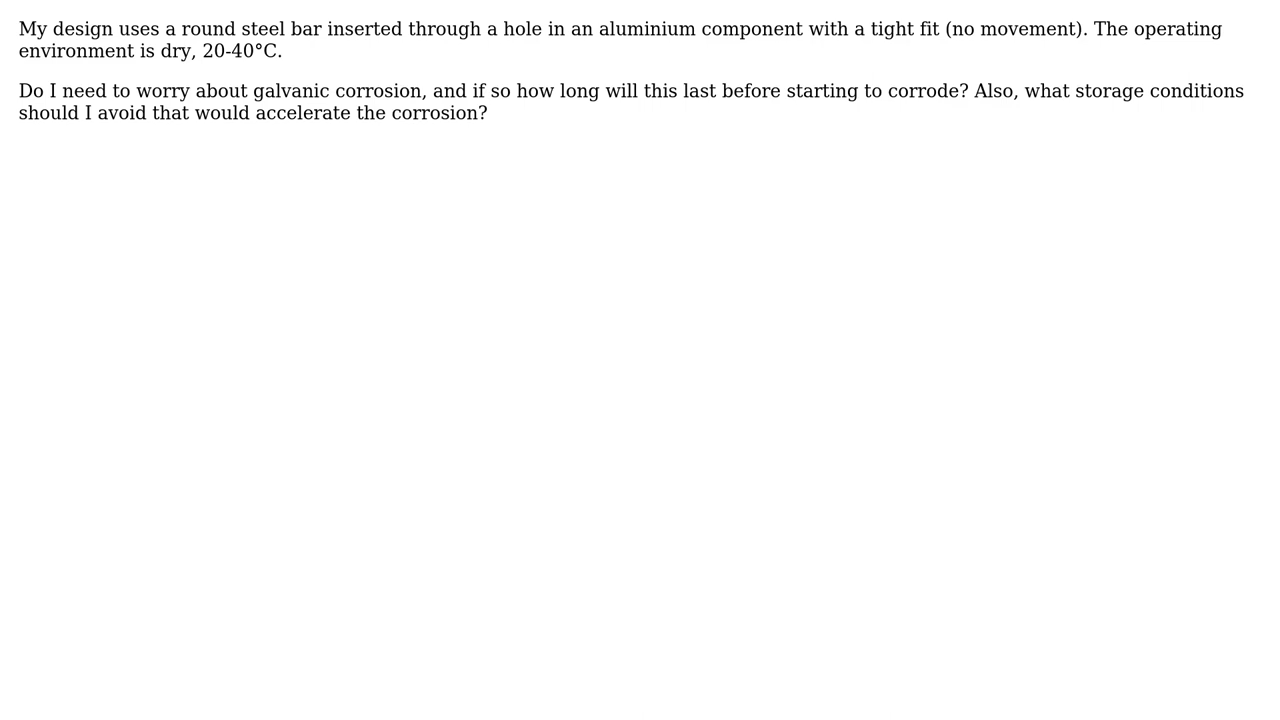 My design uses a round steel bar inserted through a hole in an aluminium component with a tight fit (no movement). The operating
environment is dry, 20-40°C.
Do I need to worry about galvanic corrosion, and if so how long will this last before starting to corrode? Also, what storage conditions
should I avoid that would accelerate the corrosion?